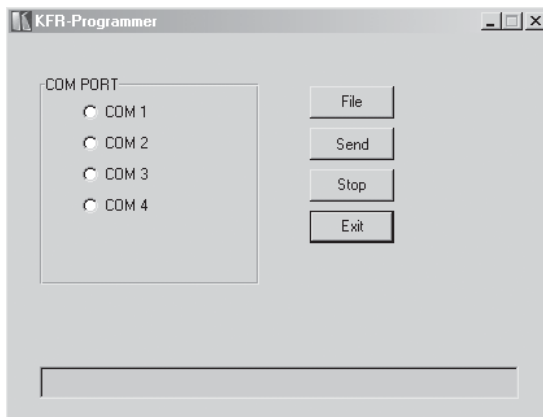 KFR-Programmer
COM PORT
COM 1
COM 2
COM 3
COM 4
File
Send
Stop
Exit